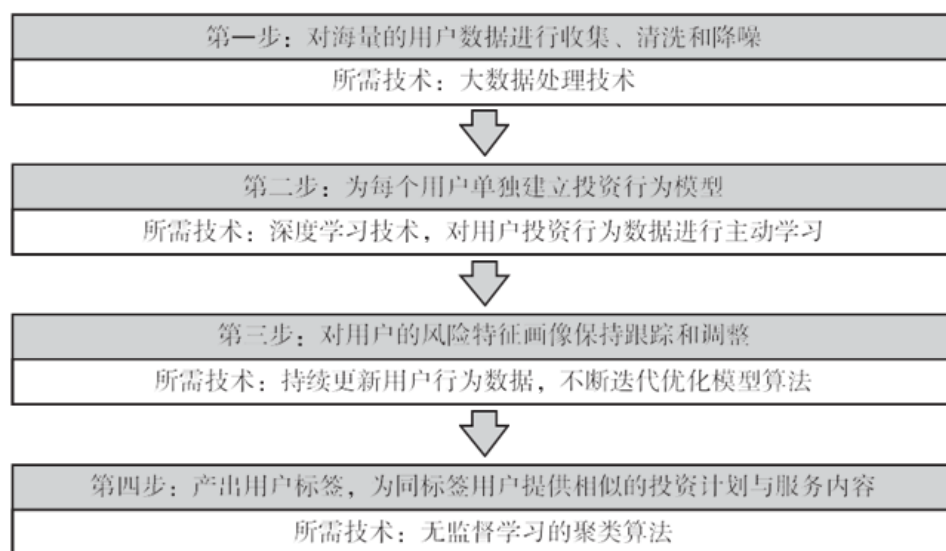 第一步：对海量的用户数据进行收集、清洗和降噪
所需技术：大数据处理技术
第二步：为每个用户单独建立投资行为模型
所需技术：深度学习技术，对用户投资行为数据进行主动学习
第三步：对用户的风险特征画像保持跟踪和调整
所需技术：持续更新用户行为数据，不断迭代优化模型算法
第四步：产出用户标签，为同标签用户提供相似的投资计划与服务内容
所需技术：无监督学习的聚类算法